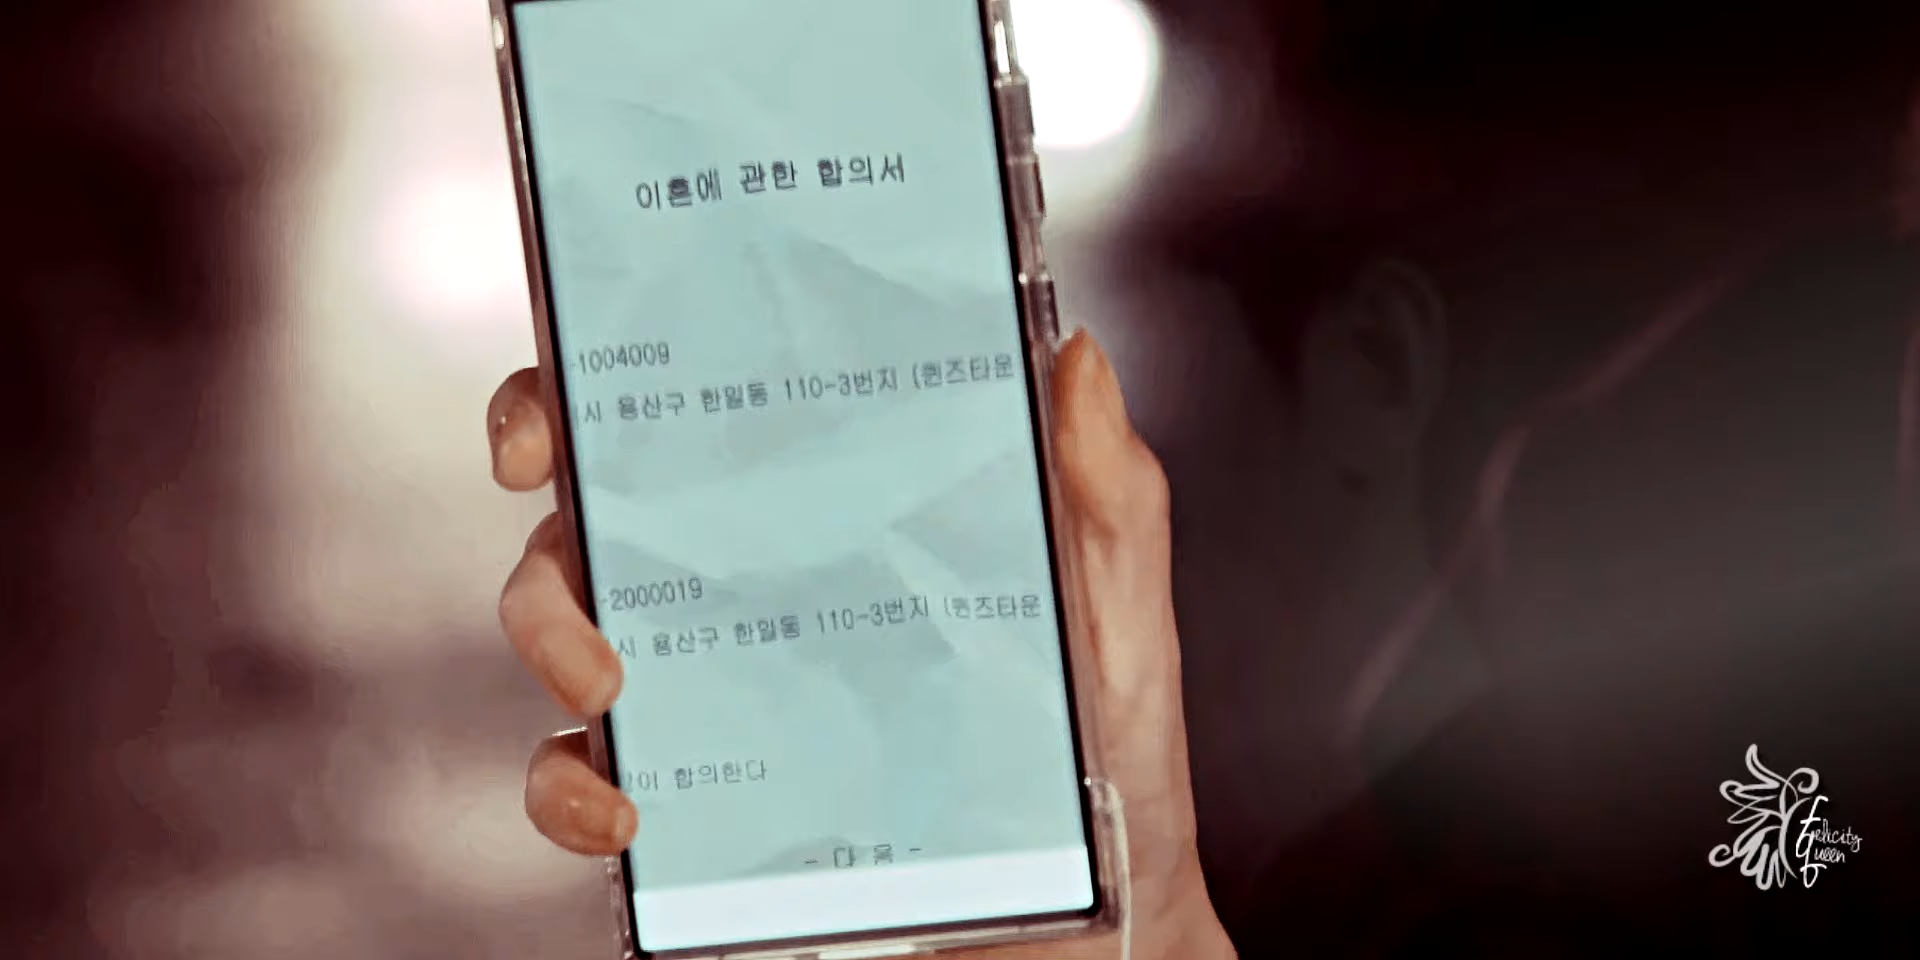 이혼에 관한 합의서
-1004009
시 용산구 한일동 110-3번지 (퀸즈타운
-2000019
시 용산구 한일동 110-3번지 (퀸즈타운
같이 합의한다
- 다 음 -
Felicity
Queen